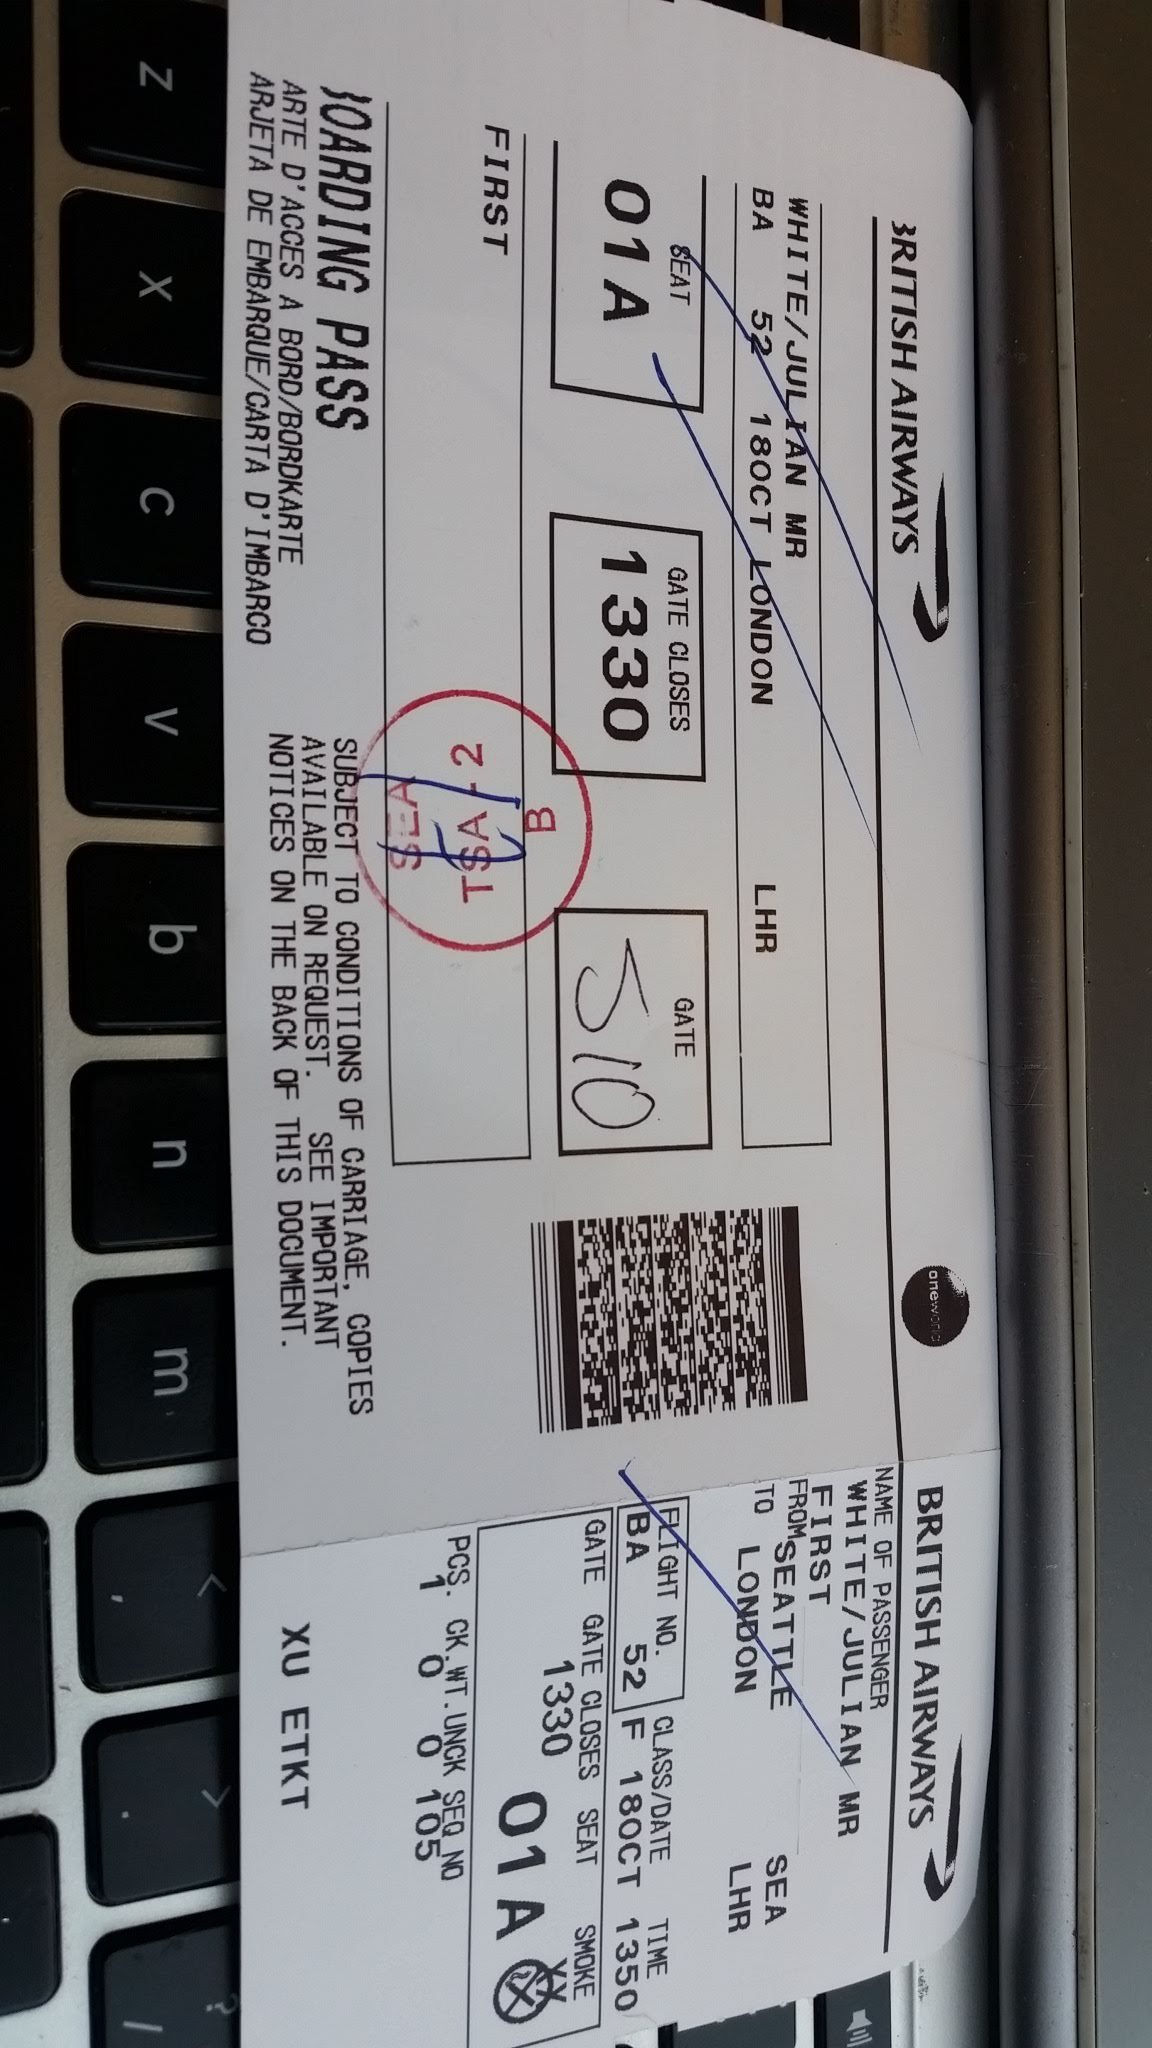 BRITISH AIRWAYS
oneworld
WHITE/JULIAN MR
BA 52 18OCT LONDON LHR
SEAT
01A
GATE CLOSES
1330
GATE
S10
FIRST
B
TSA - 2
SEA
BOARDING PASS
ARTE D'ACCES A BORD/BORDKARTE
ARJETA DE EMBARQUE/CARTA D'IMBARCO
SUBJECT TO CONDITIONS OF CARRIAGE, COPIES
AVAILABLE ON REQUEST. SEE IMPORTANT
NOTICES ON THE BACK OF THIS DOCUMENT.
BRITISH AIRWAYS
NAME OF PASSENGER
WHITE/JULIAN MR
FIRST
FROM SEATTLE SEA
TO LONDON LHR
FLIGHT NO. CLASS/DATE TIME
BA 52 F 18OCT 1350
GATE GATE CLOSES SEAT SMOKE
1330 01A XX
PCS. CK.WT. UNCK SEQ NO
1 0 0 105
XU ETKT
z
x
c
v
b
n
m
< ,
> .
? /